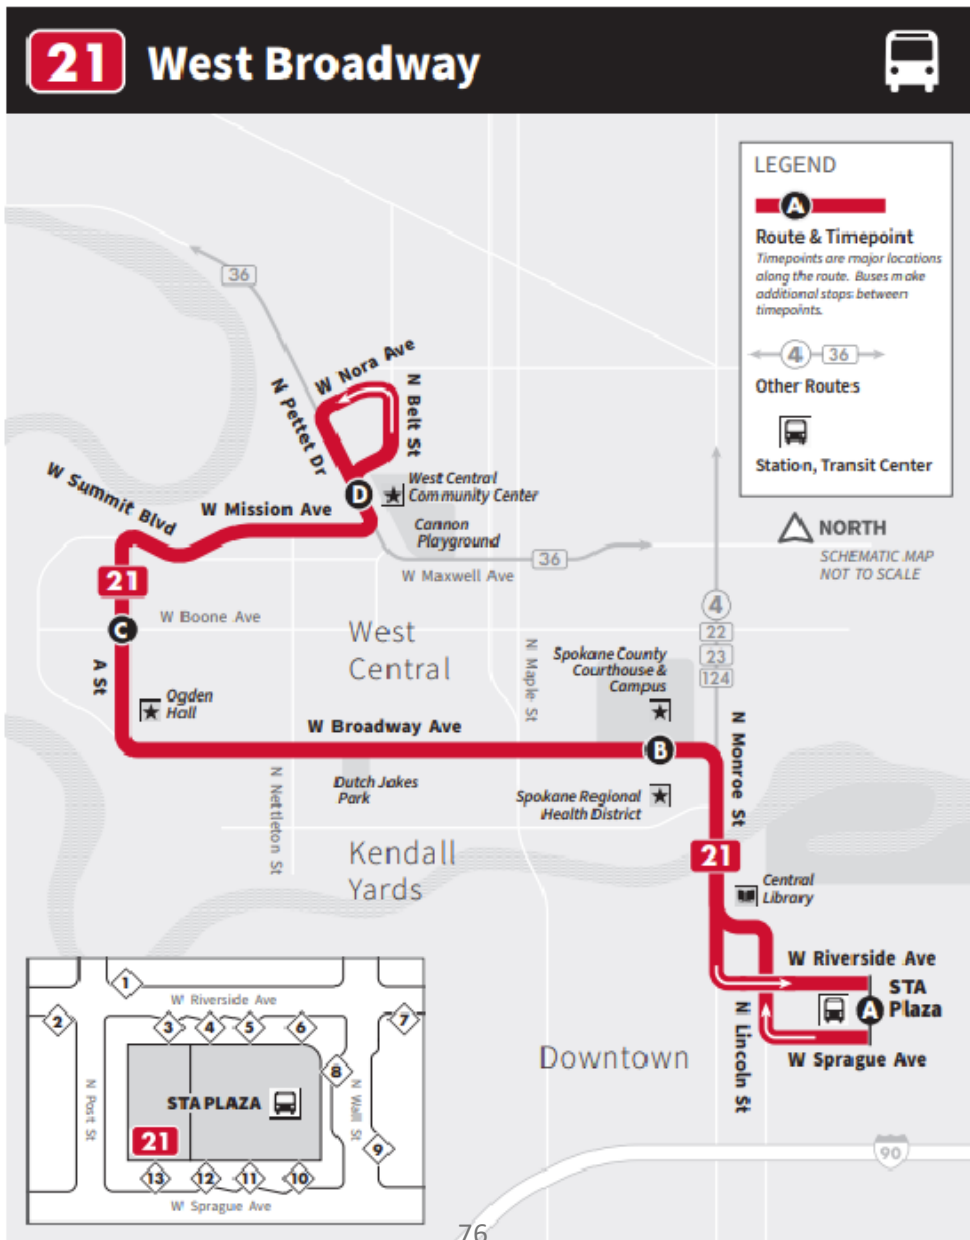 21 West Broadway
LEGEND
A
Route & Timepoint
Timepoints are major locations
along the route. Buses make
additional stops between
timepoints.
4 36
Other Routes
Station, Transit Center
NORTH
SCHEMATIC MAP
NOT TO SCALE
36
W Nora Ave
N Belt St
N Pettet Dr
W Summit Blvd
W Mission Ave
D
West Central
Community Center
Cannon
Playground
36
W Maxwell Ave
21
C
W Boone Ave
A St
Ogden
Hall
West
Central
N Maple St
4
22
23
124
Spokane County
Courthouse &
Campus
W Broadway Ave
B
N Monroe St
N Nettleton St
Dutch Jakes
Park
Spokane Regional
Health District
Kendall
Yards
21
Central
Library
W Riverside Ave
STA
Plaza
A
N Lincoln St
W Sprague Ave
Downtown
90
1
W Riverside Ave
2
3
4
5
6
7
8
N Post St
STA PLAZA
N Wall St
21
9
13
12
11
10
W Sprague Ave
76